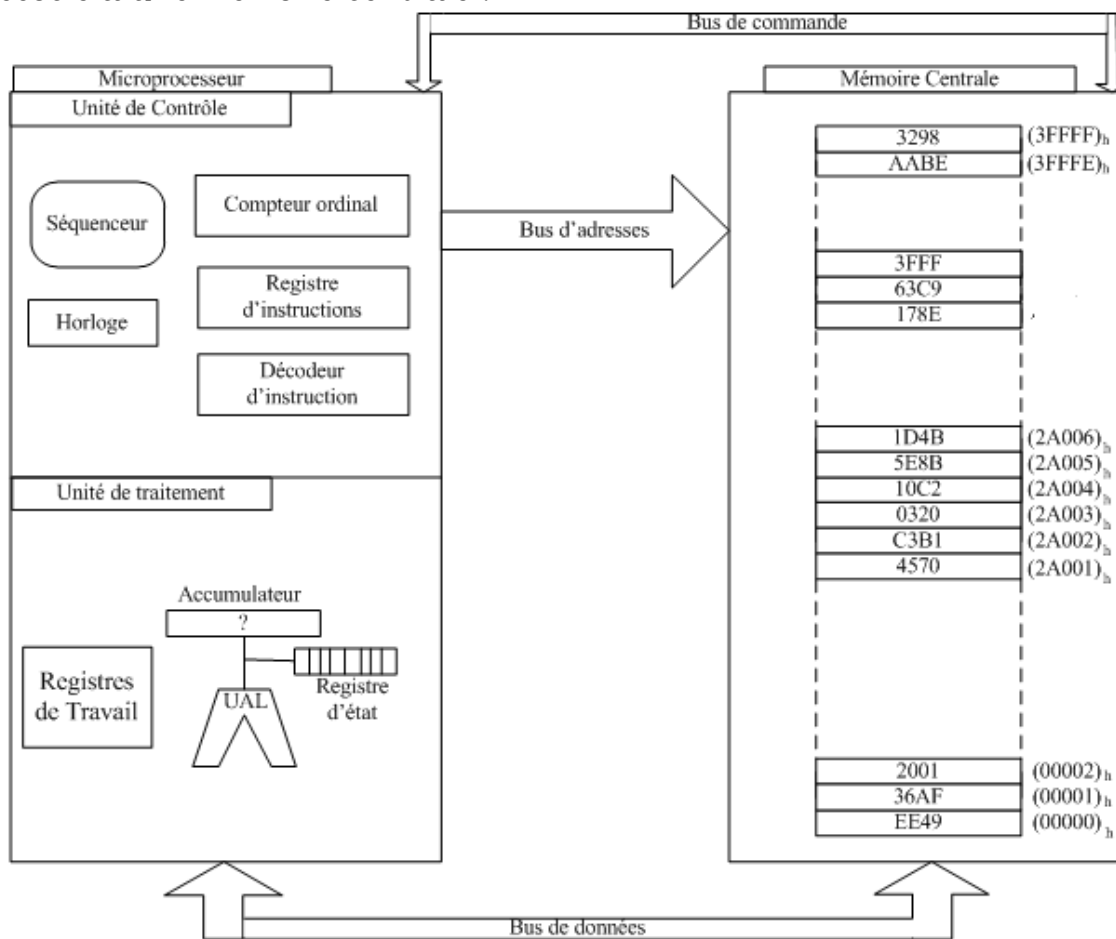 Bus de commande
Microprocesseur
Mémoire Centrale
Unité de Contrôle
Séquenceur
Compteur ordinal
Registre
d'instructions
Horloge
Décodeur
d'instruction
Bus d'adresses
3298 (3FFFF)h
AABE (3FFFE)h
3FFF
63C9
178E
1D4B (2A006)h
5E8B (2A005)h
10C2 (2A004)h
0320 (2A003)h
C3B1 (2A002)h
4570 (2A001)h
Unité de traitement
Accumulateur
?
Registres
de Travail
UAL
Registre
d'état
2001 (00002)h
36AF (00001)h
EE49 (00000)h
Bus de données